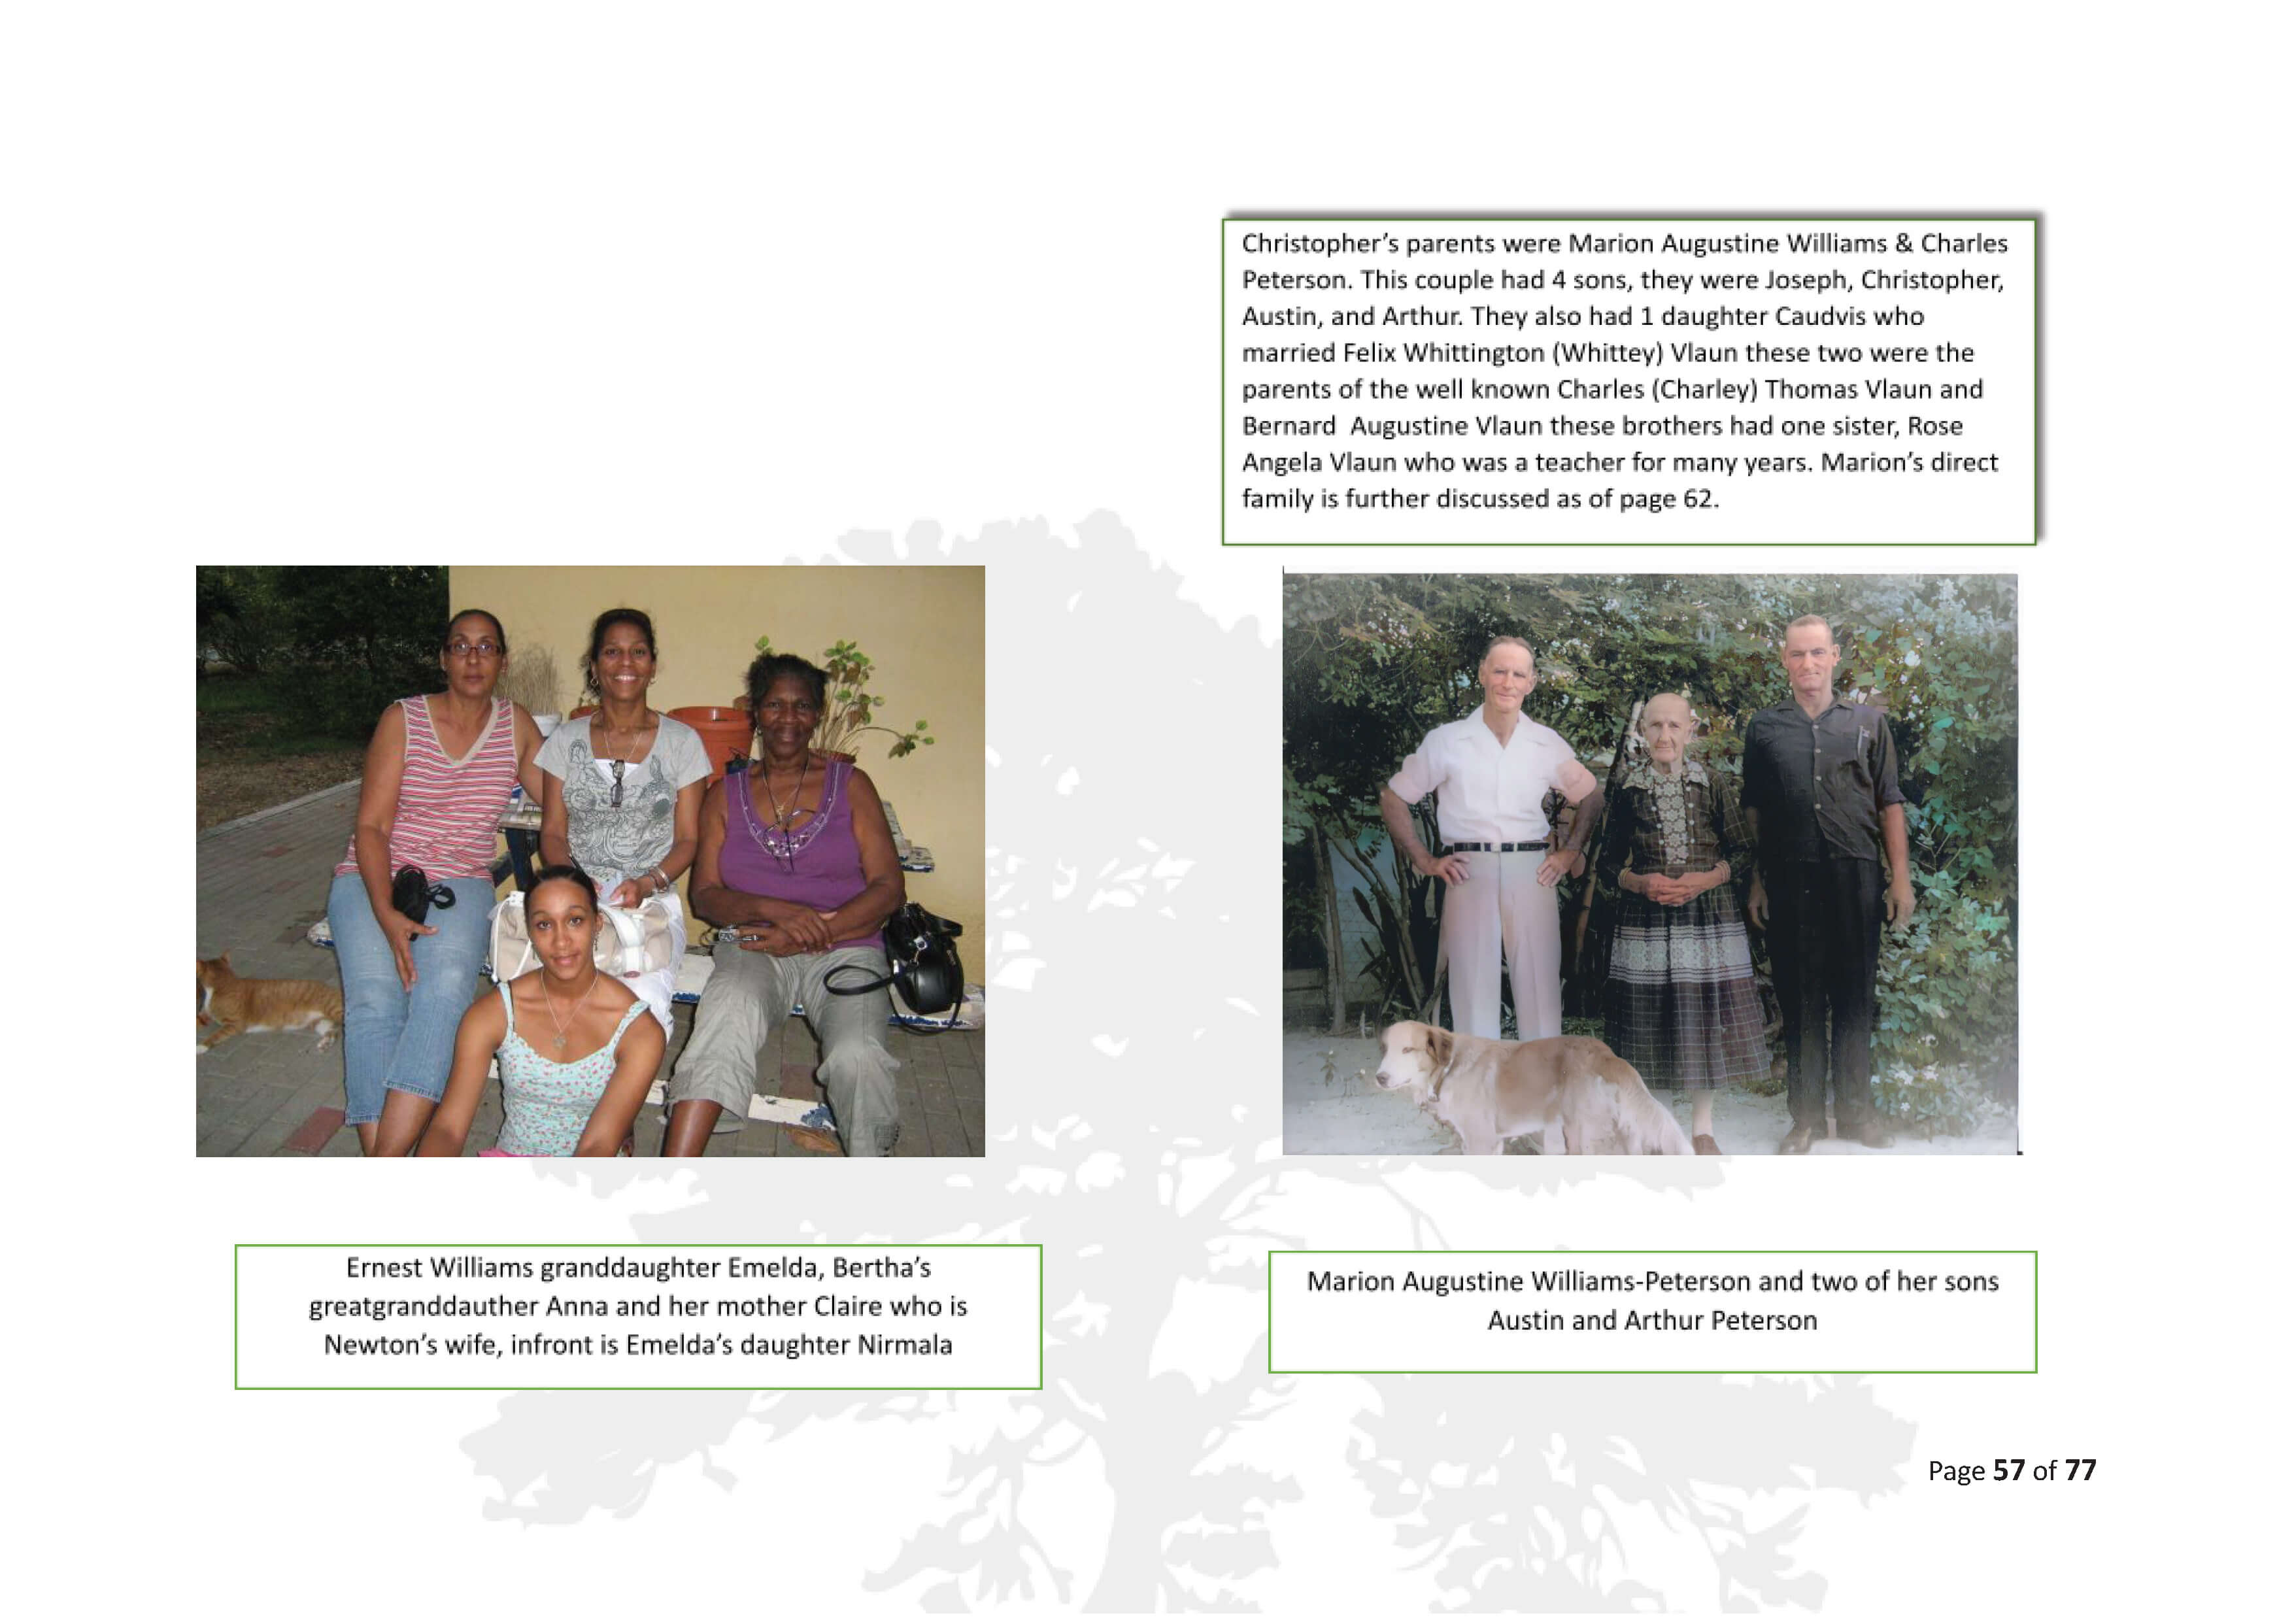 Christopher’s parents were Marion Augustine Williams & Charles
Peterson. This couple had 4 sons, they were Joseph, Christopher,
Austin, and Arthur. They also had 1 daughter Caudvis who
married Felix Whittington (Whittey) Vlaun these two were the
parents of the well known Charles (Charley) Thomas Vlaun and
Bernard  Augustine Vlaun these brothers had one sister, Rose
Angela Vlaun who was a teacher for many years. Marion’s direct
family is further discussed as of page 62.
Ernest Williams granddaughter Emelda, Bertha’s
greatgranddauther Anna and her mother Claire who is
Newton’s wife, infront is Emelda’s daughter Nirmala
Marion Augustine Williams-Peterson and two of her sons
Austin and Arthur Peterson
Page 57 of 77